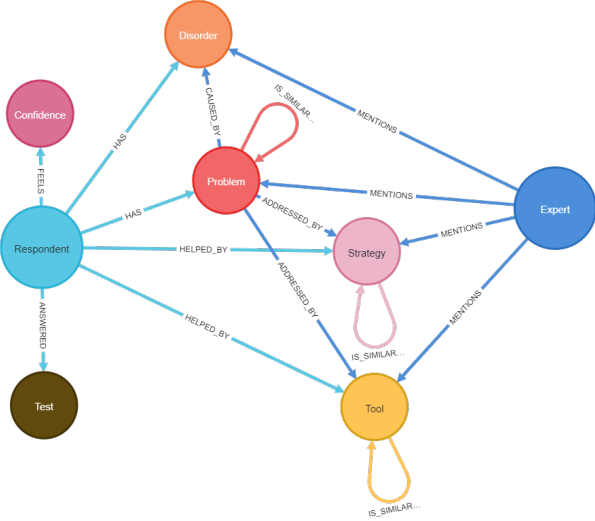 Disorder
IS_SIMILAR...
Confidence
CAUSED_BY
MENTIONS
HAS
FEELS
Problem
MENTIONS
HAS
ADDRESSED_BY
Expert
MENTIONS
Respondent
HELPED_BY
Strategy
ADDRESSED_BY
ANSWERED
HELPED_BY
MENTIONS
IS_SIMILAR...
Test
Tool
IS_SIMILAR...